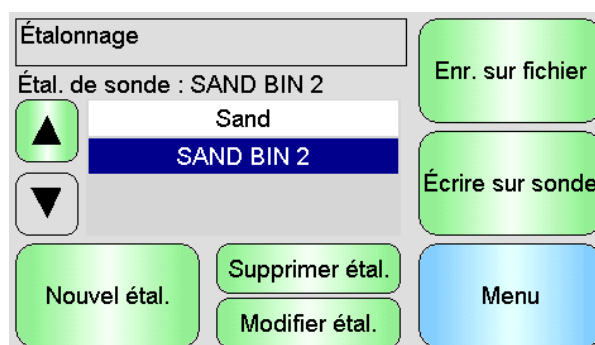 Étalonnage
Étal. de sonde : SAND BIN 2
Sand
SAND BIN 2
Enr. sur fichier
Écrire sur sonde
Nouvel étal.
Supprimer étal.
Modifier étal.
Menu